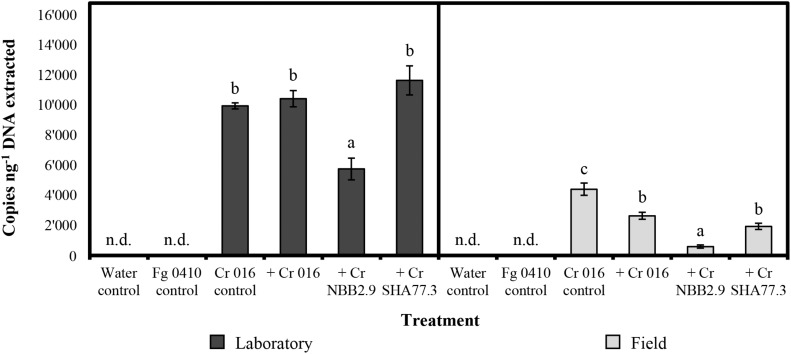 Copies ng-1 DNA extracted
16'000
14'000
12'000
10'000
8'000
6'000
4'000
2'000
0
n.d. n.d. b b a b
n.d. n.d. c b a b
Water control
Fg 0410 control
Cr 016 control
+ Cr 016
+ Cr NBB2.9
+ Cr SHA77.3
Water control
Fg 0410 control
Cr 016 control
+ Cr 016
+ Cr NBB2.9
+ Cr SHA77.3
Treatment
Laboratory
Field